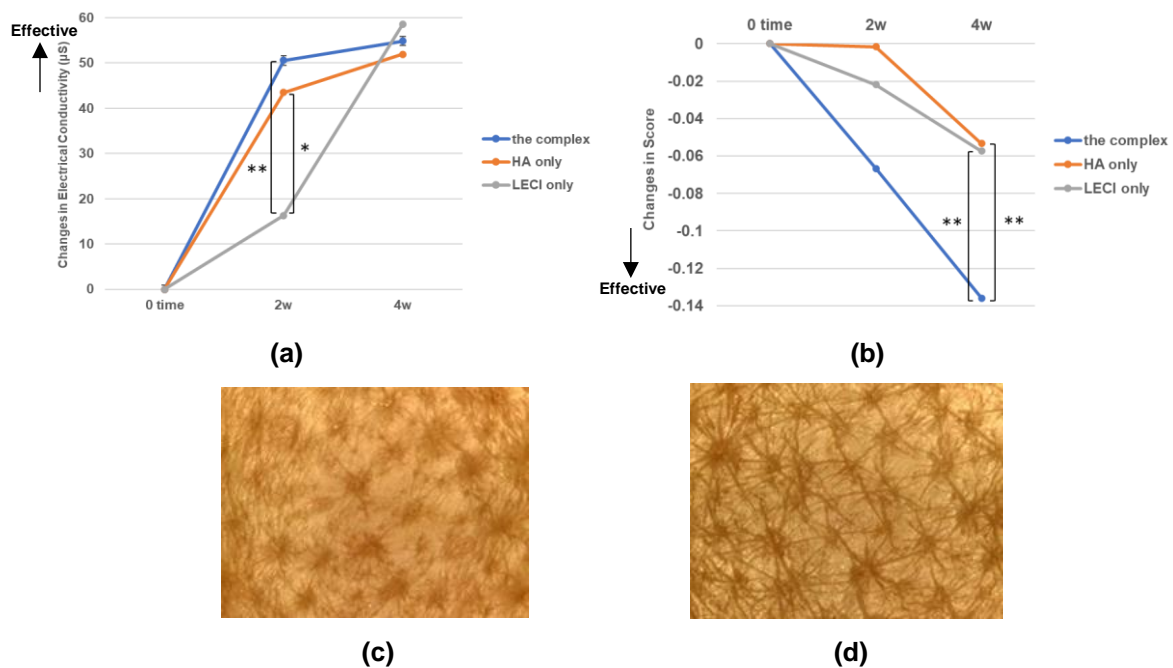 Effective
Changes in Electrical Conductivity (µS)
60
50
40
30
20
10
0
**
*
0 time
2w
4w
the complex
HA only
LECI only
(a)
0 time
2w
4w
0
-0.02
-0.04
-0.06
-0.08
-0.1
-0.12
-0.14
Changes in Score
Effective
**
**
the complex
HA only
LECI only
(b)
(c)
(d)